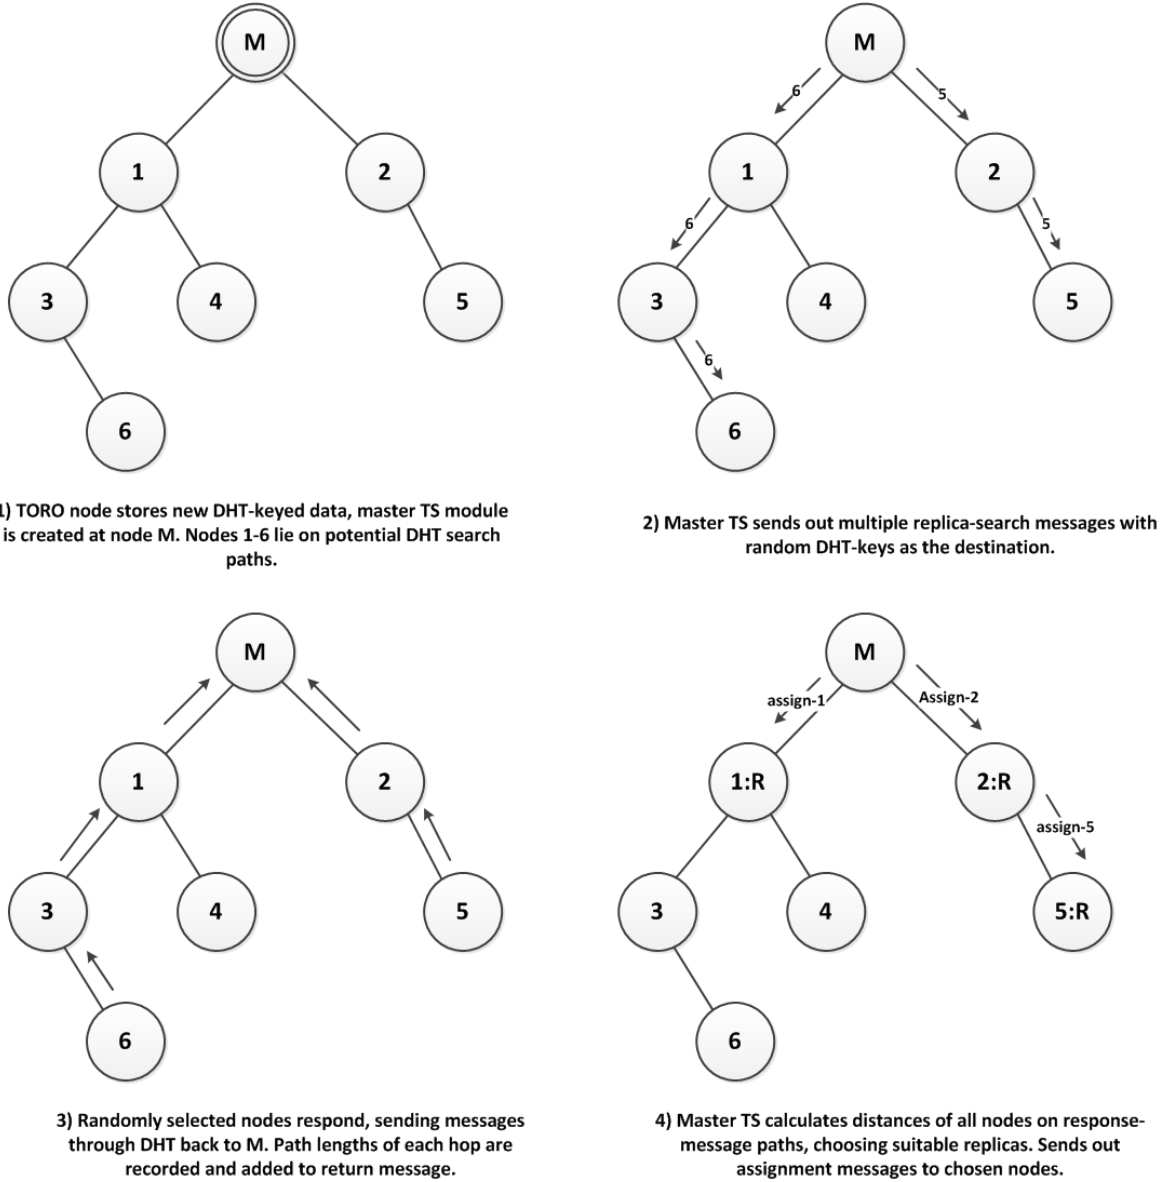 M
1
2
3
4
5
6
1) TORO node stores new DHT-keyed data, master TS module
is created at node M. Nodes 1-6 lie on potential DHT search
paths.
M
6
5
1
2
6
5
3
4
5
6
6
2) Master TS sends out multiple replica-search messages with
random DHT-keys as the destination.
M
1
2
3
4
5
6
3) Randomly selected nodes respond, sending messages
through DHT back to M. Path lengths of each hop are
recorded and added to return message.
M
assign-1
Assign-2
1:R
2:R
assign-5
3
4
5:R
6
4) Master TS calculates distances of all nodes on response-
message paths, choosing suitable replicas. Sends out
assignment messages to chosen nodes.